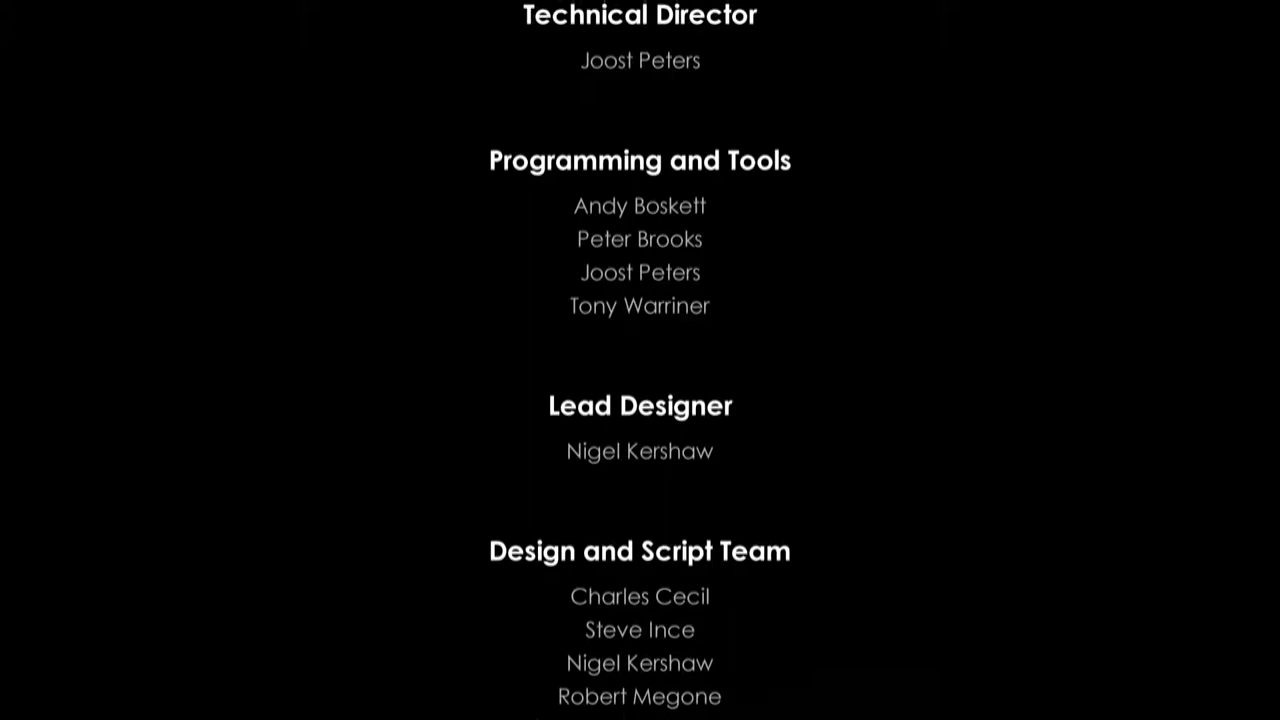 Technical Director
Joost Peters
Programming and Tools
Andy Boskett
Peter Brooks
Joost Peters
Tony Warriner
Lead Designer
Nigel Kershaw
Design and Script Team
Charles Cecil
Steve Ince
Nigel Kershaw
Robert Megone